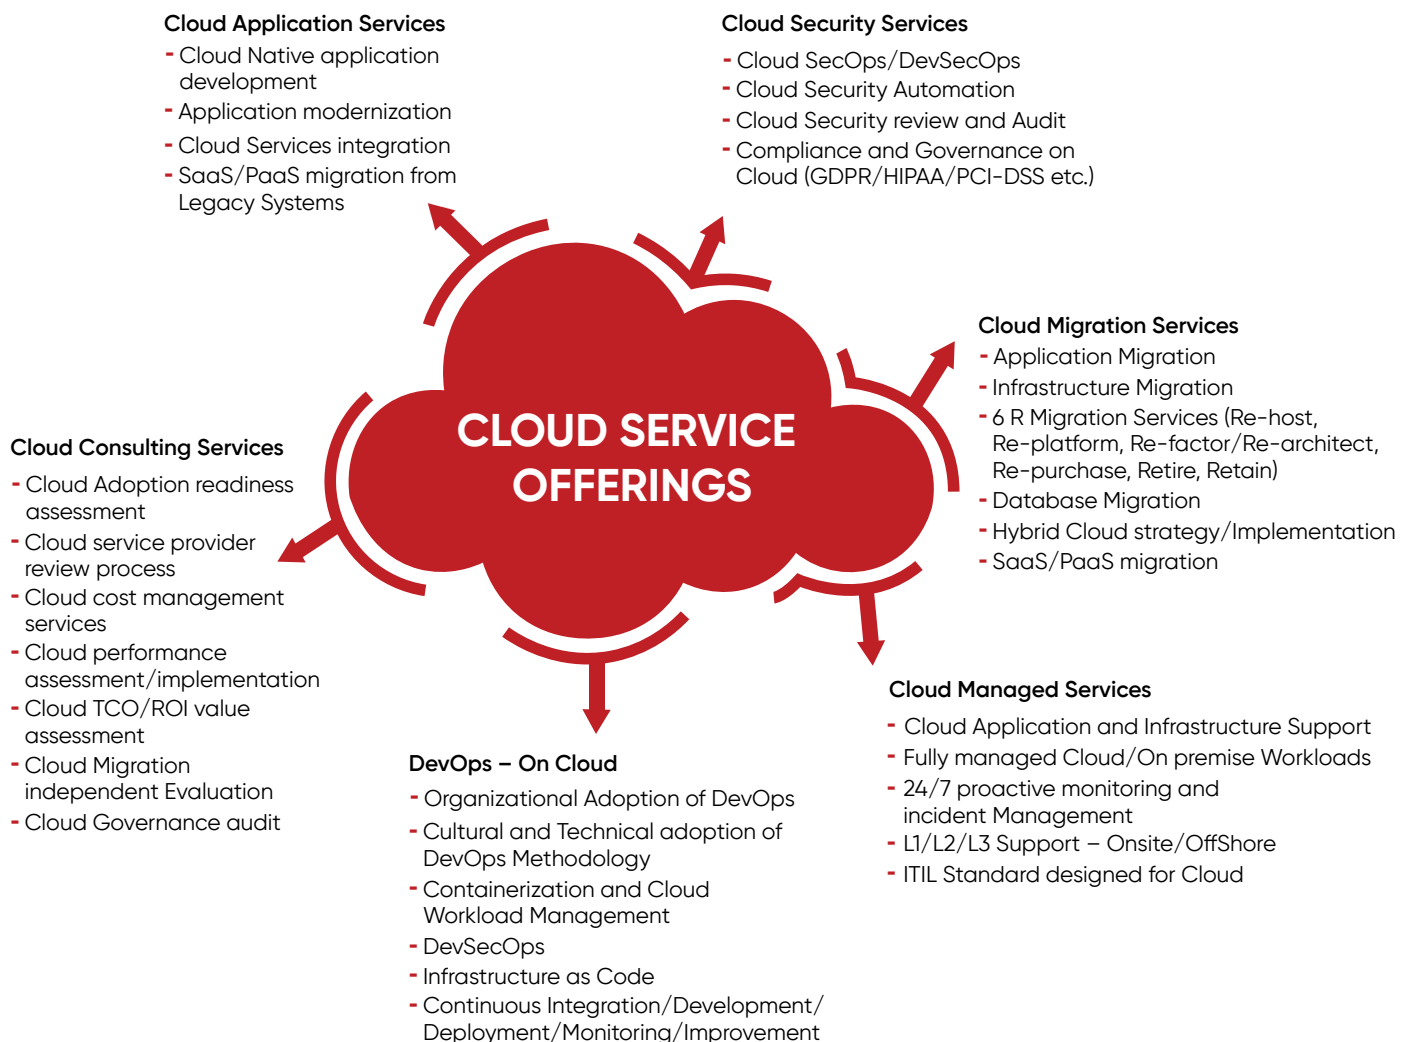 Cloud Application Services
- Cloud Native application
development
- Application modernization
- Cloud Services integration
- SaaS/PaaS migration from
Legacy Systems
Cloud Security Services
- Cloud SecOps/DevSecOps
- Cloud Security Automation
- Cloud Security review and Audit
- Compliance and Governance on
Cloud (GDPR/HIPAA/PCI-DSS etc.)
CLOUD SERVICE
OFFERINGS
Cloud Migration Services
- Application Migration
- Infrastructure Migration
- 6 R Migration Services (Re-host,
Re-platform, Re-factor/Re-architect,
Re-purchase, Retire, Retain)
- Database Migration
- Hybrid Cloud strategy/Implementation
- SaaS/PaaS migration
Cloud Consulting Services
- Cloud Adoption readiness
assessment
- Cloud service provider
review process
- Cloud cost management
services
- Cloud performance
assessment/implementation
- Cloud TCO/ROI value
assessment
- Cloud Migration
independent Evaluation
- Cloud Governance audit
Cloud Managed Services
- Cloud Application and Infrastructure Support
- Fully managed Cloud/On premise Workloads
- 24/7 proactive monitoring and
incident Management
- L1/L2/L3 Support – Onsite/OffShore
- ITIL Standard designed for Cloud
DevOps – On Cloud
- Organizational Adoption of DevOps
- Cultural and Technical adoption of
DevOps Methodology
- Containerization and Cloud
Workload Management
- DevSecOps
- Infrastructure as Code
- Continuous Integration/Development/
Deployment/Monitoring/Improvement